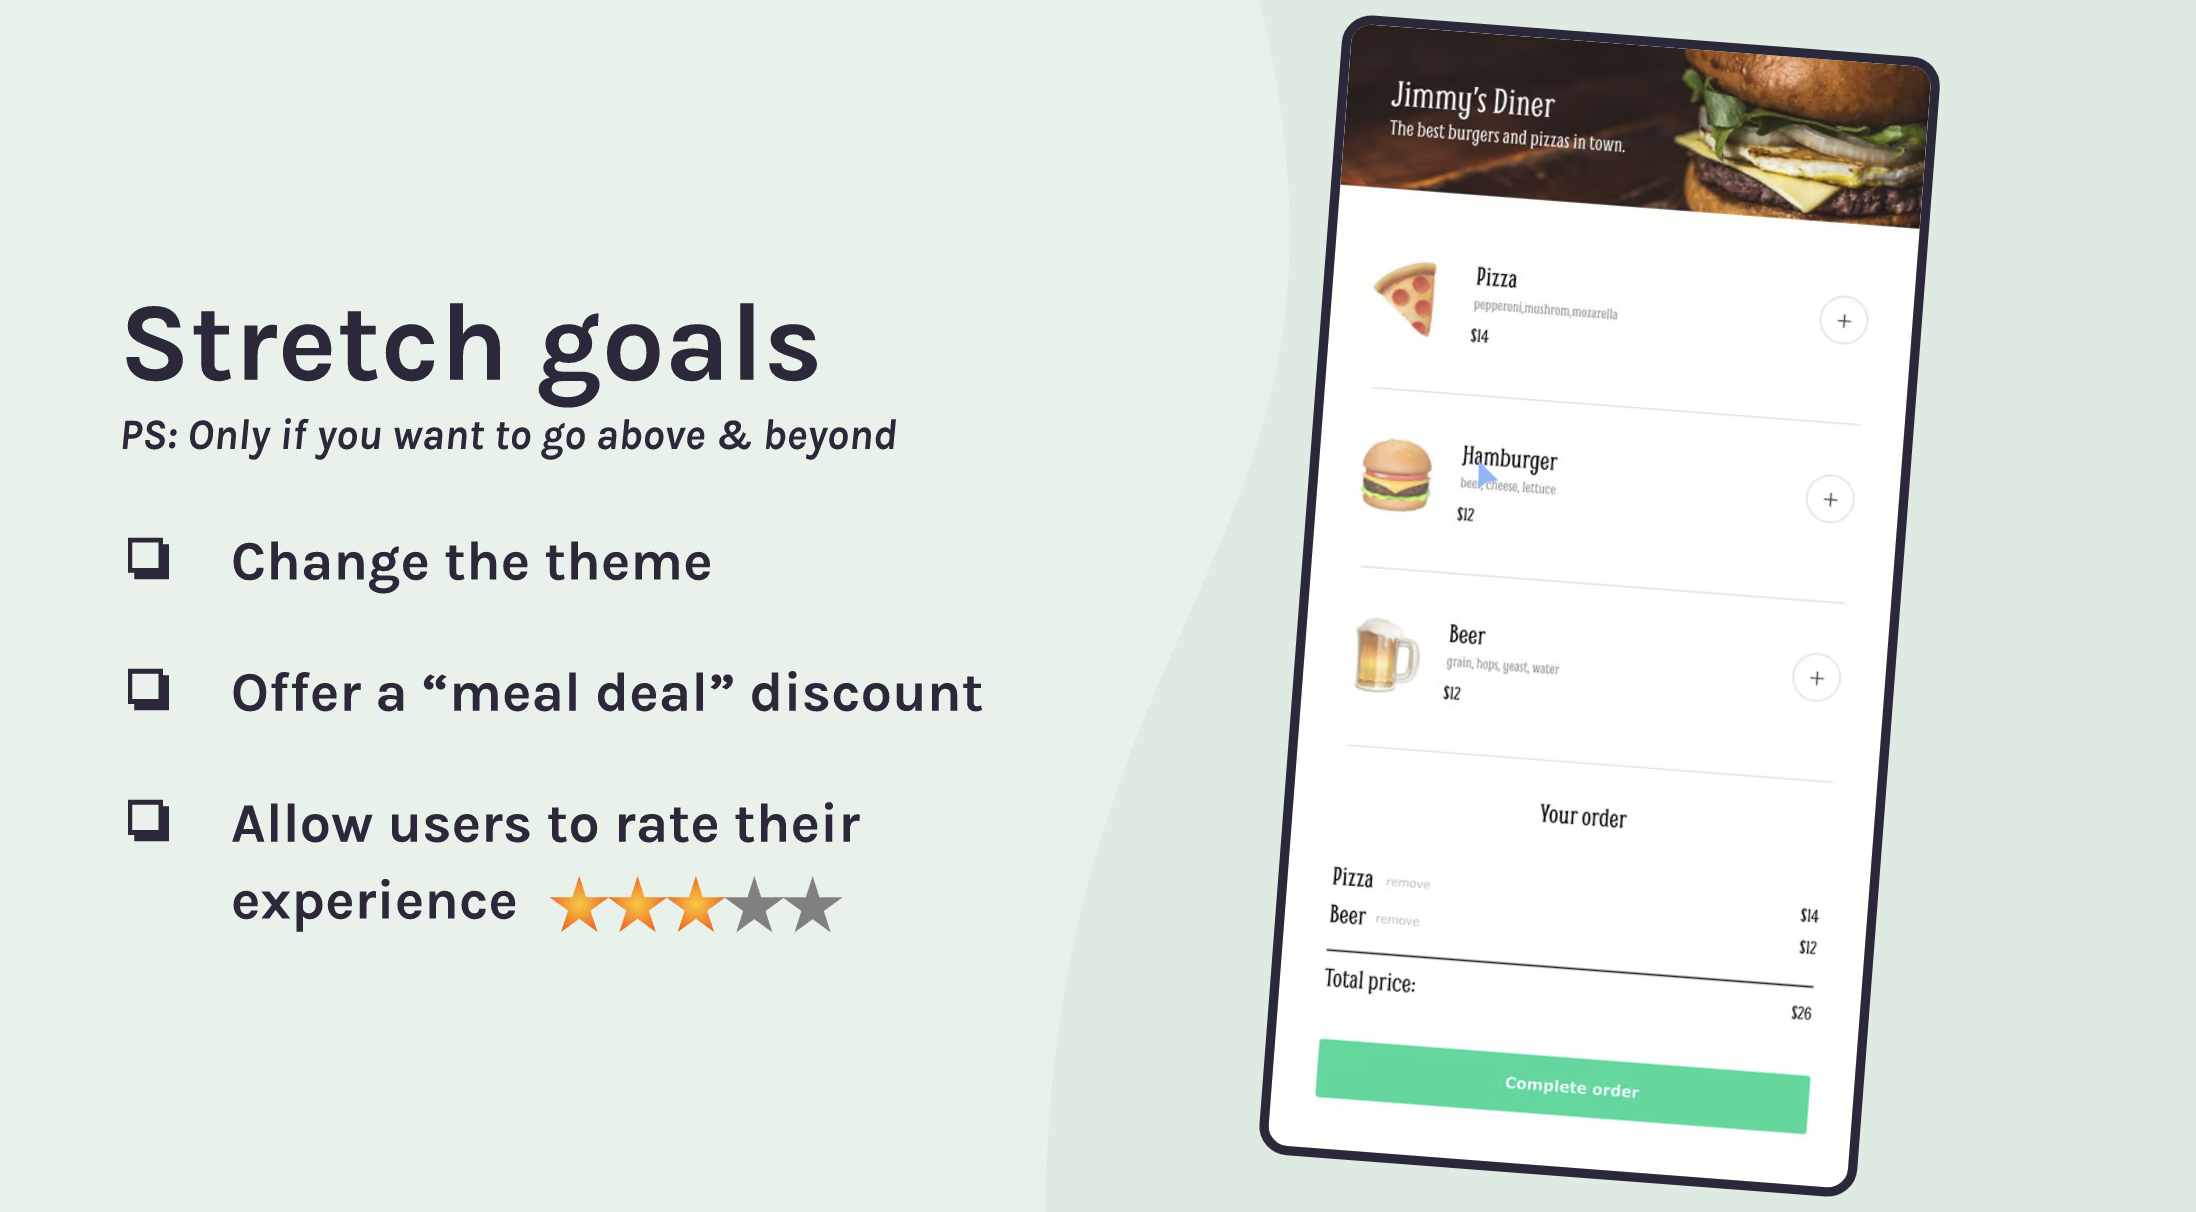 Stretch goals
PS: Only if you want to go above & beyond
Change the theme
Offer a “meal deal” discount
Allow users to rate their
experience
Jimmy's Diner
The best burgers and pizzas in town.
Pizza
pepperoni,mushrom,mozarella
$14
+
Hamburger
beef, cheese, lettuce
$12
+
Beer
grain, hops, yeast, water
$12
+
Your order
Pizza remove
$14
Beer remove
$12
Total price:
$26
Complete order